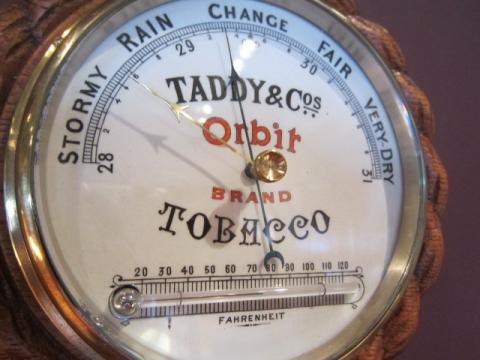 STORMY RAIN CHANGE FAIR VERY-DRY
28 29 30 31
TADDY & COS
Orbit
BRAND
TOBACCO
20 30 40 50 60 70 80 90 100 110 120
FAHRENHEIT